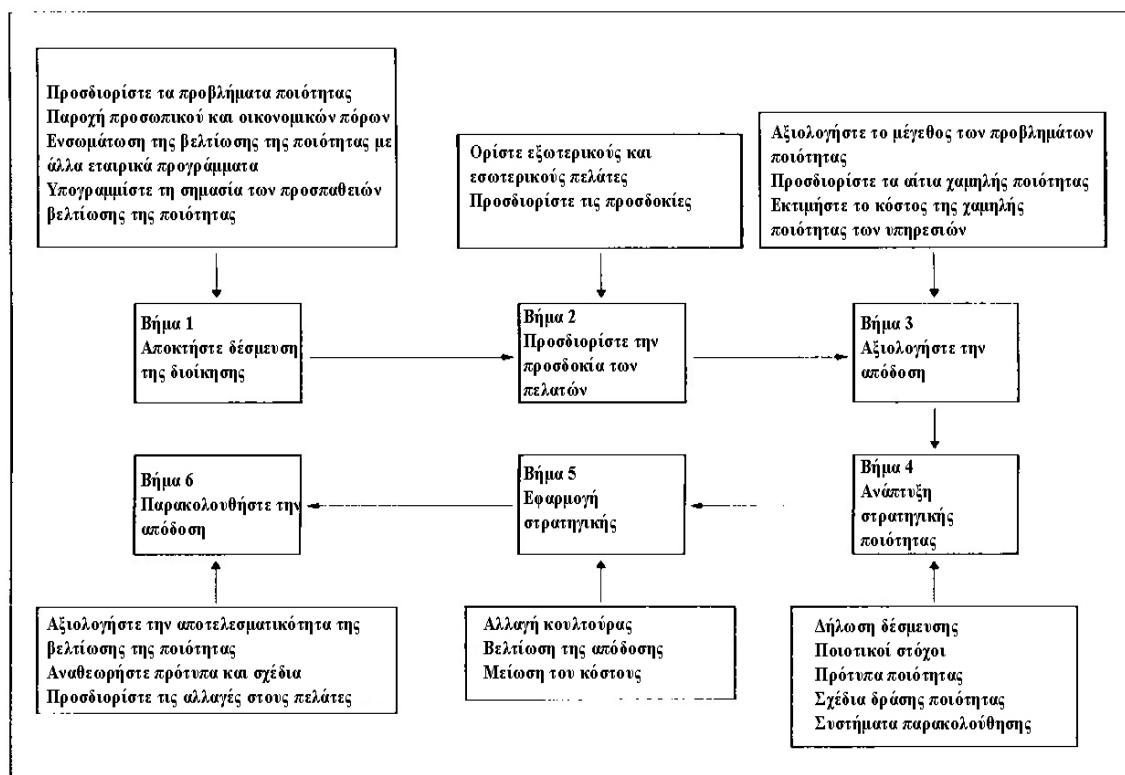 Προσδιορίστε τα προβλήματα ποιότητας
Παροχή προσωπικού και οικονομικών πόρων
Ενσωμάτωση της βελτίωσης της ποιότητας με
άλλα εταιρικά προγράμματα
Υπογραμμίστε τη σημασία των προσπαθειών
βελτίωσης της ποιότητας
Ορίστε εξωτερικούς και
εσωτερικούς πελάτες
Προσδιορίστε τις προσδοκίες
Αξιολογήστε το μέγεθος των προβλημάτων
ποιότητας
Προσδιορίστε τα αίτια χαμηλής ποιότητας
Εκτιμήστε το κόστος της χαμηλής
ποιότητας των υπηρεσιών
Βήμα 1
Αποκτήστε δέσμευση
της διοίκησης
Βήμα 2
Προσδιορίστε την
προσδοκία των
πελατών
Βήμα 3
Αξιολογήστε την
απόδοση
Βήμα 4
Ανάπτυξη
στρατηγικής
ποιότητας
Βήμα 5
Εφαρμογή
στρατηγικής
Βήμα 6
Παρακολουθήστε την
απόδοση
Αξιολογήστε την αποτελεσματικότητα της
βελτίωσης της ποιότητας
Αναθεωρήστε πρότυπα και σχέδια
Προσδιορίστε τις αλλαγές στους πελάτες
Αλλαγή κουλτούρας
Βελτίωση της απόδοσης
Μείωση του κόστους
Δήλωση δέσμευσης
Ποιοτικοί στόχοι
Πρότυπα ποιότητας
Σχέδια δράσης ποιότητας
Συστήματα παρακολούθησης